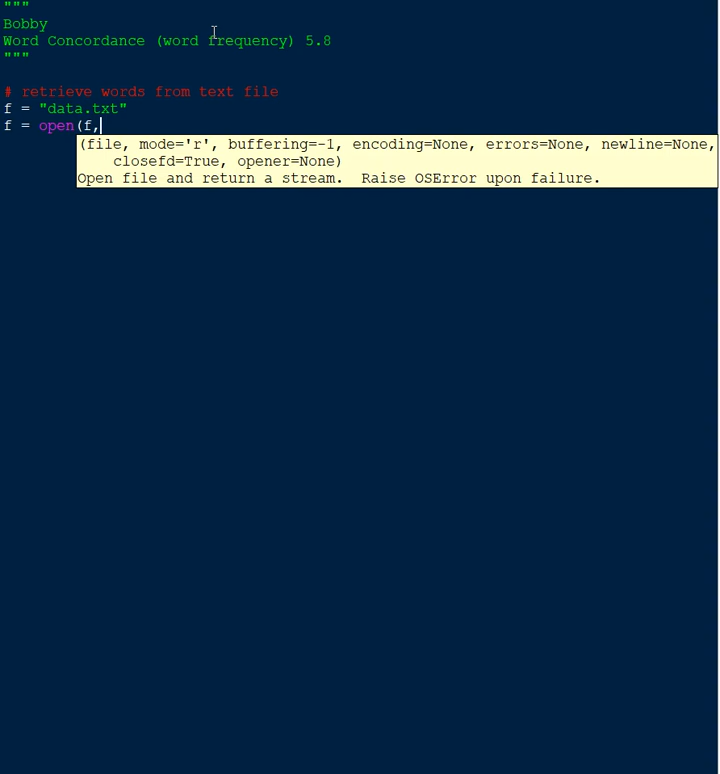 """
Bobby
Word Concordance (word frequency) 5.8
"""
# retrieve words from text file
f = "data.txt"
f = open(f,
(file, mode='r', buffering=-1, encoding=None, errors=None, newline=None,
closefd=True, opener=None)
Open file and return a stream.  Raise OSError upon failure.